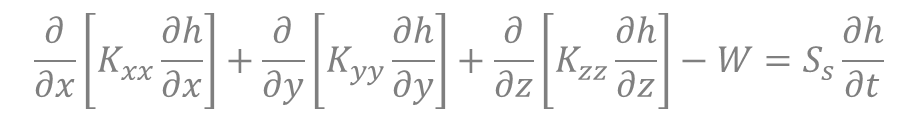 ∂/∂x [K_xx ∂h/∂x] + ∂/∂y [K_yy ∂h/∂y] + ∂/∂z [K_zz ∂h/∂z] − W = S_s ∂h/∂t